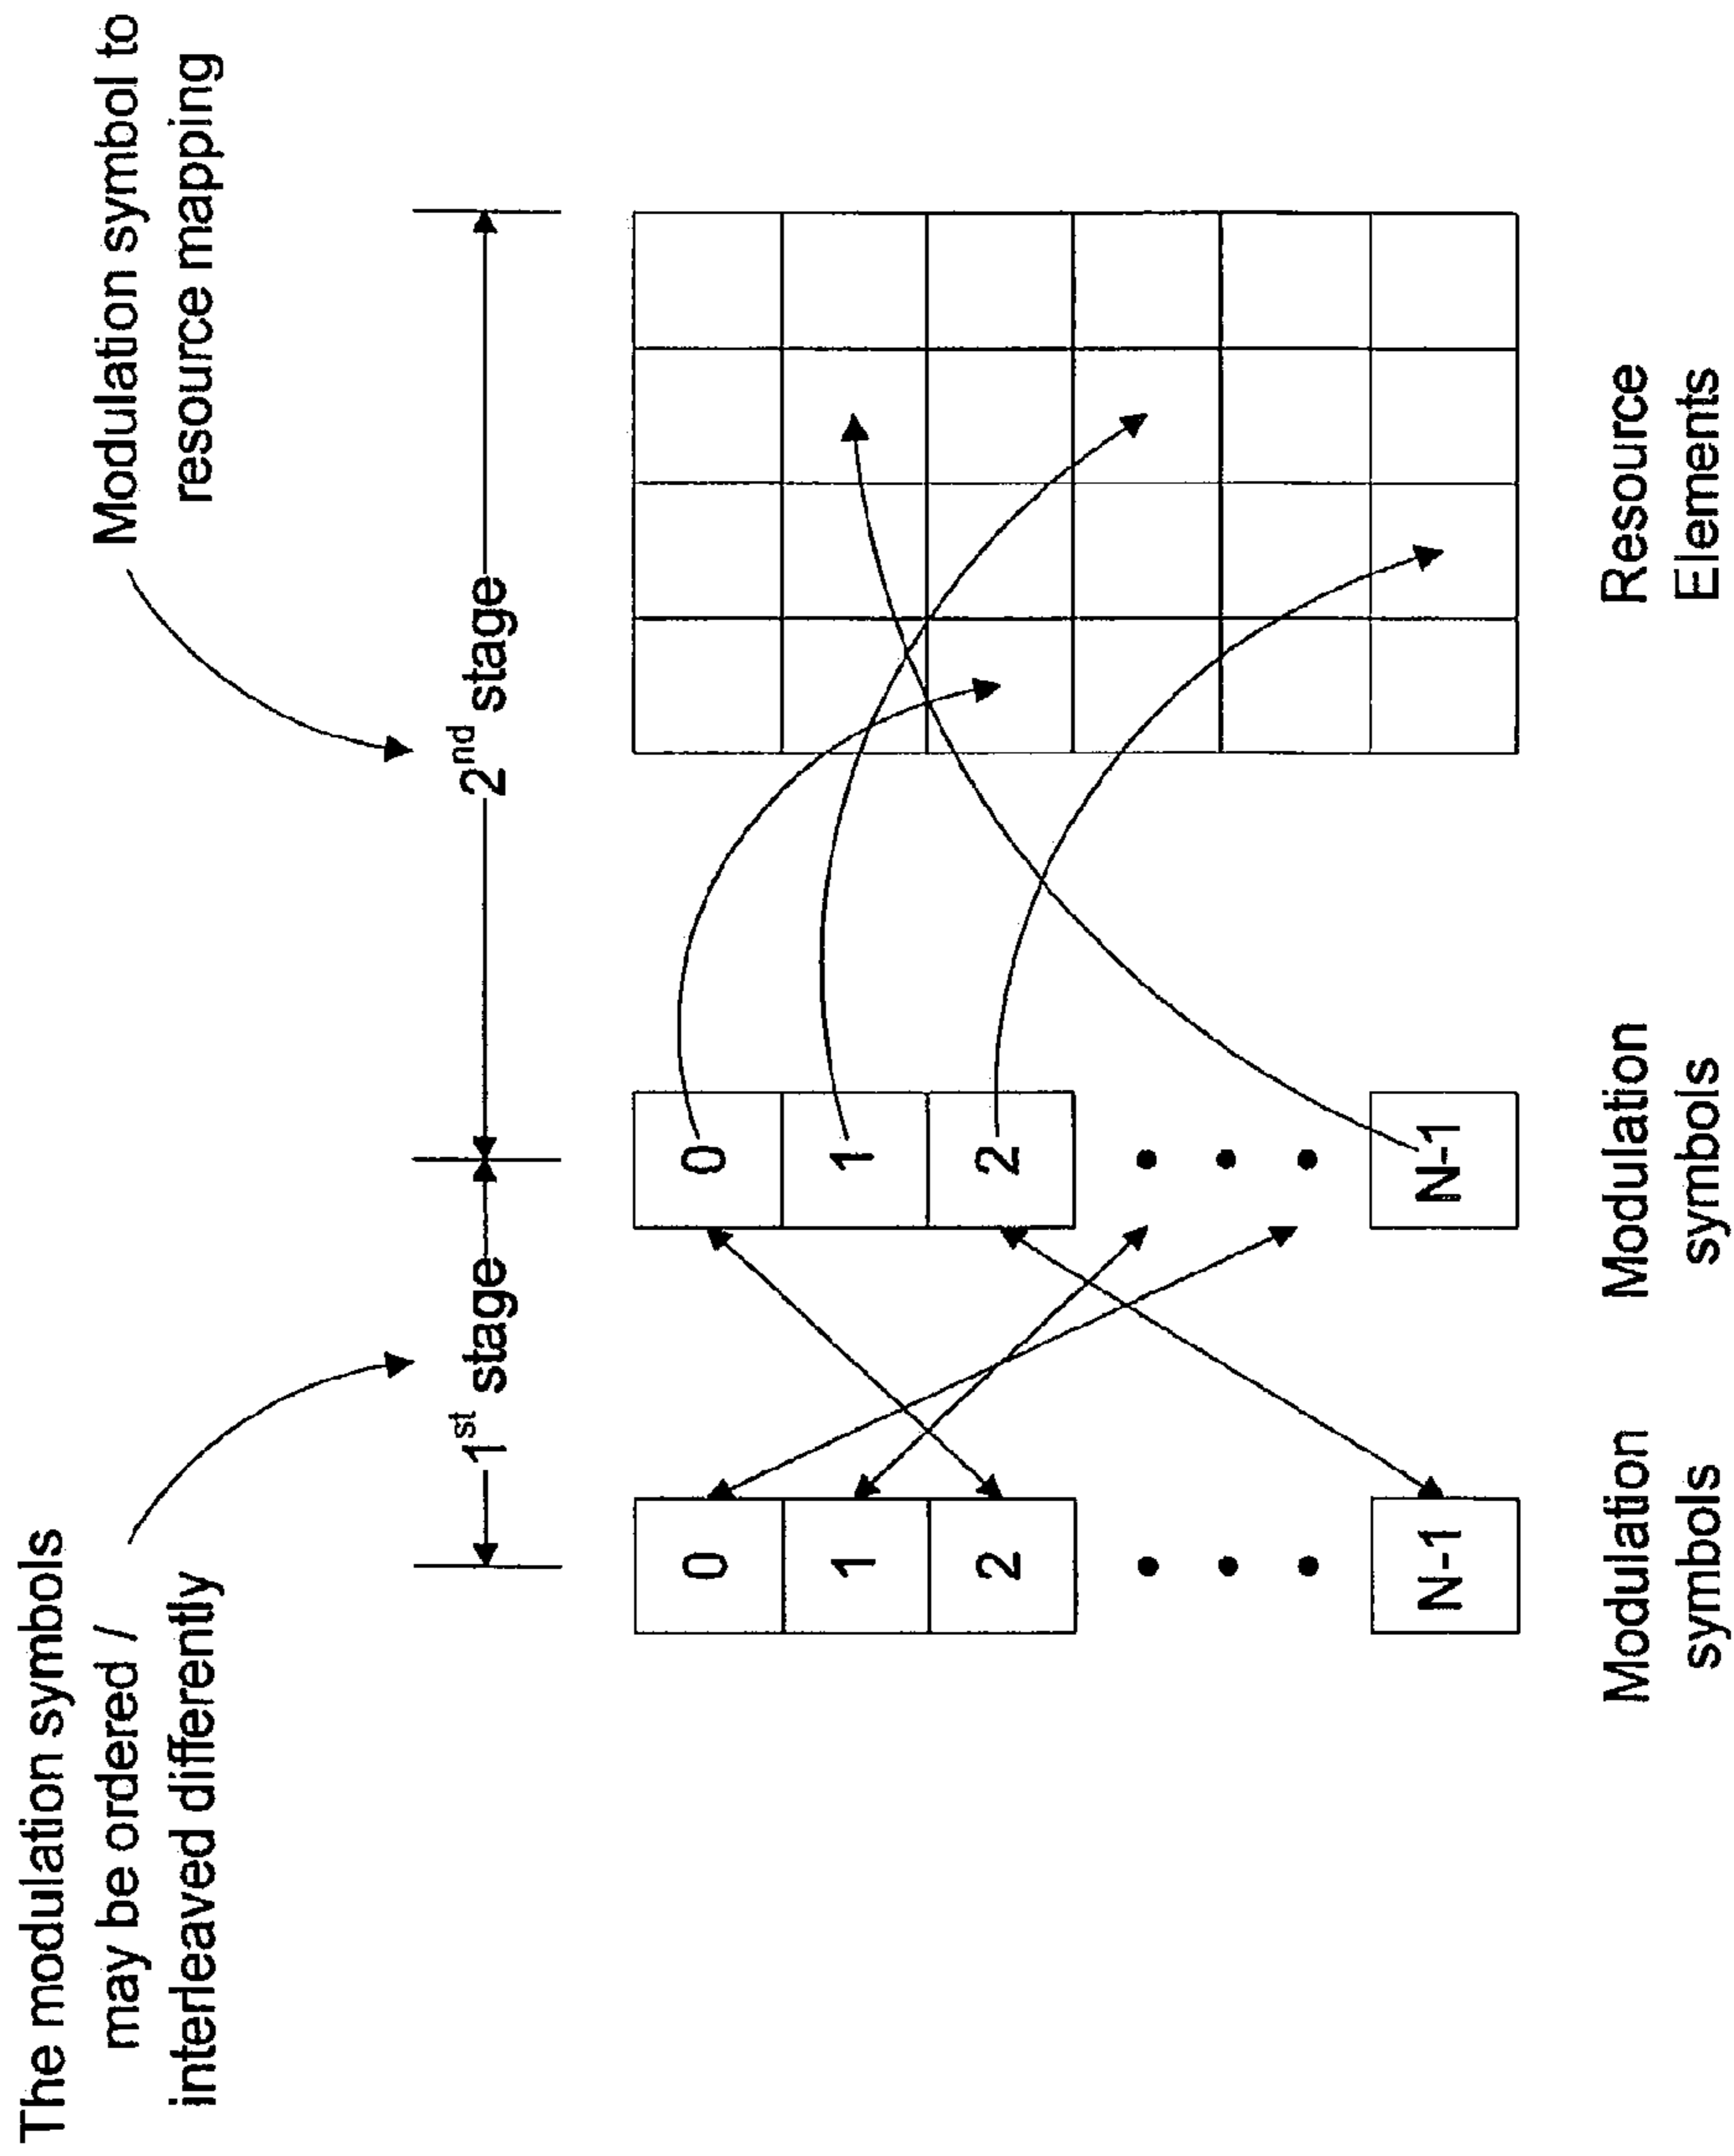 The modulation symbols
may be ordered /
interleaved differently
Modulation symbol to
resource mapping
1st stage
2nd stage
0
1
2
N-1
0
1
2
N-1
Modulation
symbols
Modulation
symbols
Resource
Elements